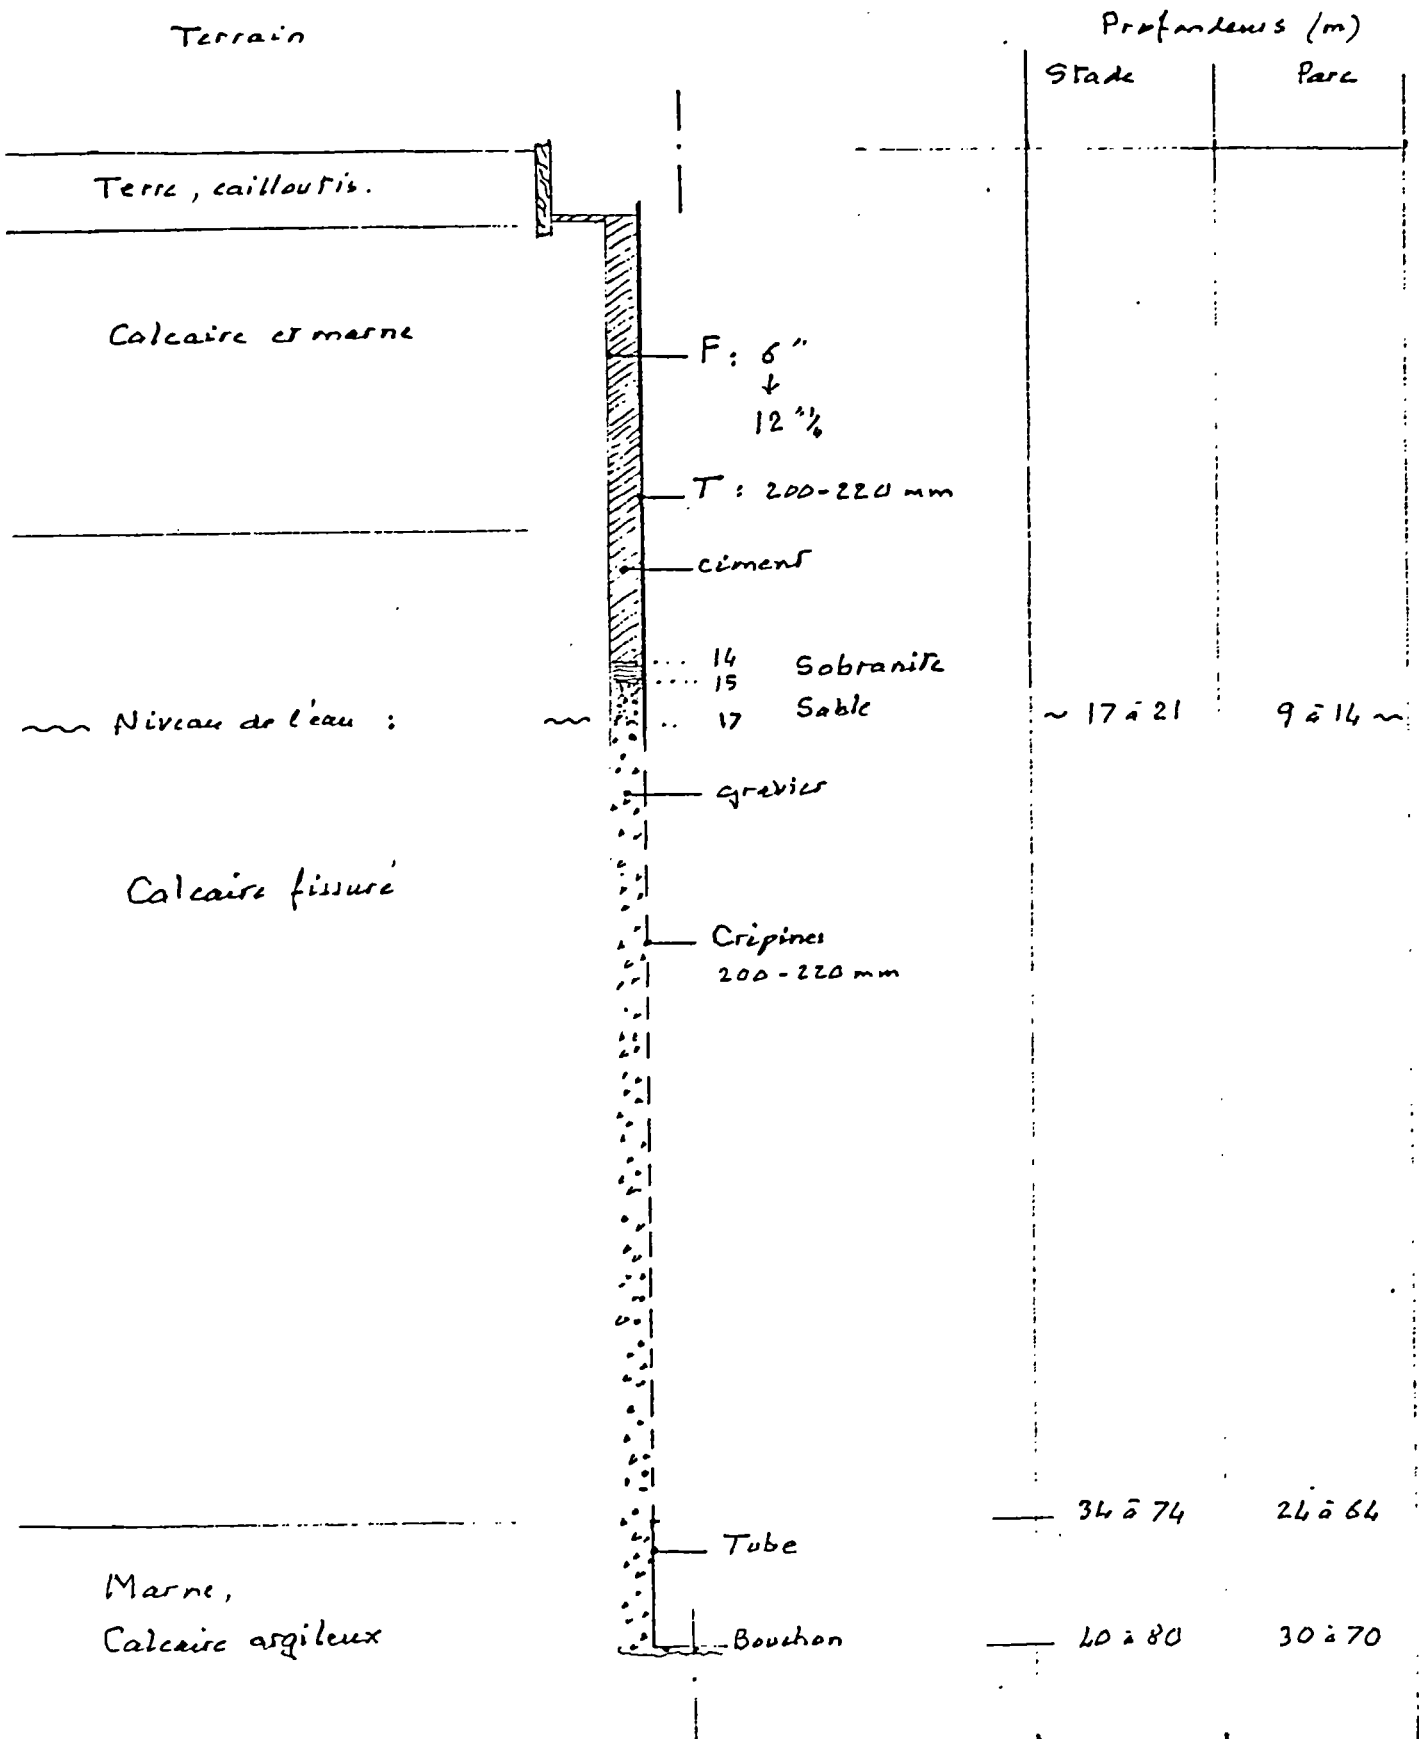 Terrain
Profondeurs (m)
Stade Parc
Terre, cailloutis.
Calcaire et marne
F: 6"
↓
12"1/4
T: 200-220 mm
ciment
14
Sobranite
15
Sable
Niveau de l'eau :
17
~ 17 à 21
9 à 14 ~
gravier
Calcaire fissuré
Crépines
200-220 mm
34 à 74 24 à 64
Tube
Marne,
Calcaire argileux
Bouchon
40 à 80 30 à 70